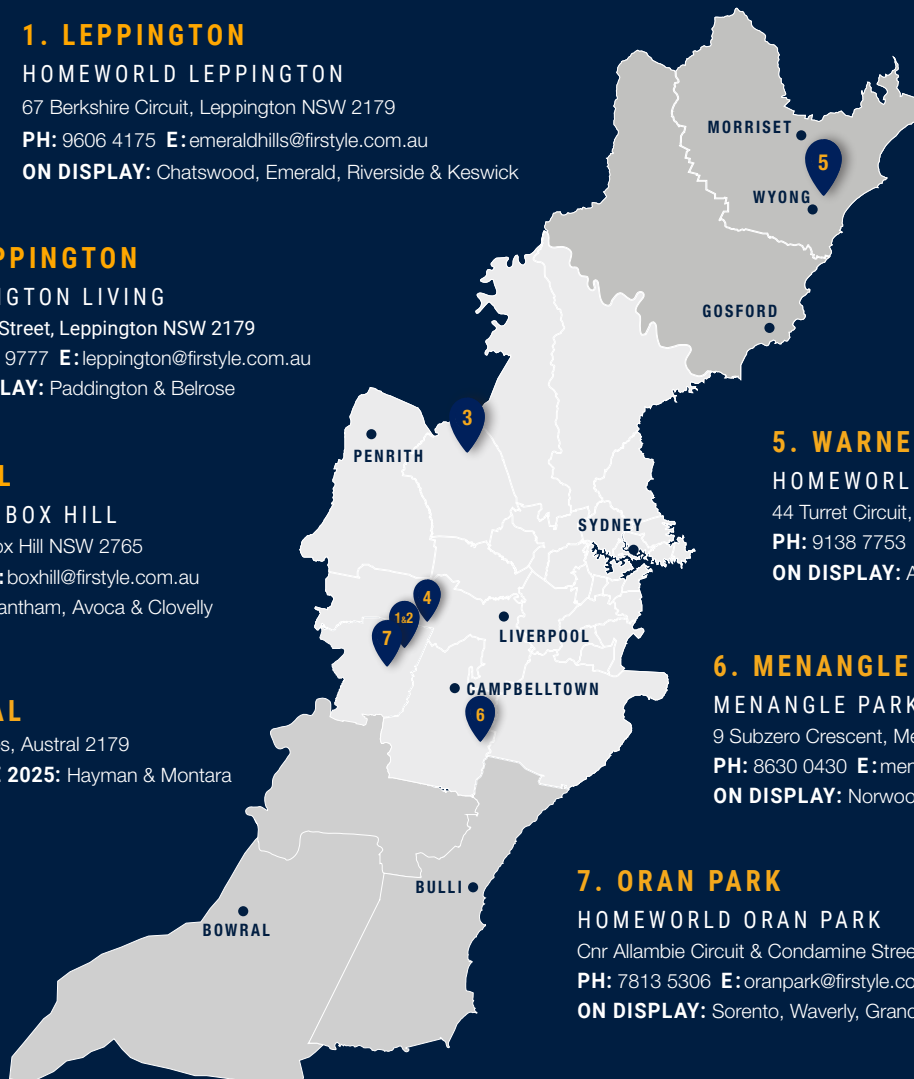 1. LEPPINGTON
HOMEWORLD LEPPINGTON
67 Berkshire Circuit, Leppington NSW 2179
PH: 9606 4175 E: emeraldhills@firstyle.com.au
ON DISPLAY: Chatswood, Emerald, Riverside & Keswick
PPINGTON
NGTON LIVING
Street, Leppington NSW 2179
9777 E: leppington@firstyle.com.au
LAY: Paddington & Belrose
L
BOX HILL
ox Hill NSW 2765
: boxhill@firstyle.com.au
antham, Avoca & Clovelly
AL
s, Austral 2179
2025: Hayman & Montara
MORRISET
5
WYONG
GOSFORD
3
PENRITH
SYDNEY
4
1&2
7
LIVERPOOL
CAMPBELLTOWN
6
BULLI
BOWRAL
5. WARNE
HOMEWORL
44 Turret Circuit,
PH: 9138 7753
ON DISPLAY: A
6. MENANGLE
MENANGLE PARK
9 Subzero Crescent, Me
PH: 8630 0430 E: men
ON DISPLAY: Norwoo
7. ORAN PARK
HOMEWORLD ORAN PARK
Cnr Allambie Circuit & Condamine Stree
PH: 7813 5306 E: oranpark@firstyle.co
ON DISPLAY: Sorento, Waverly, Grand